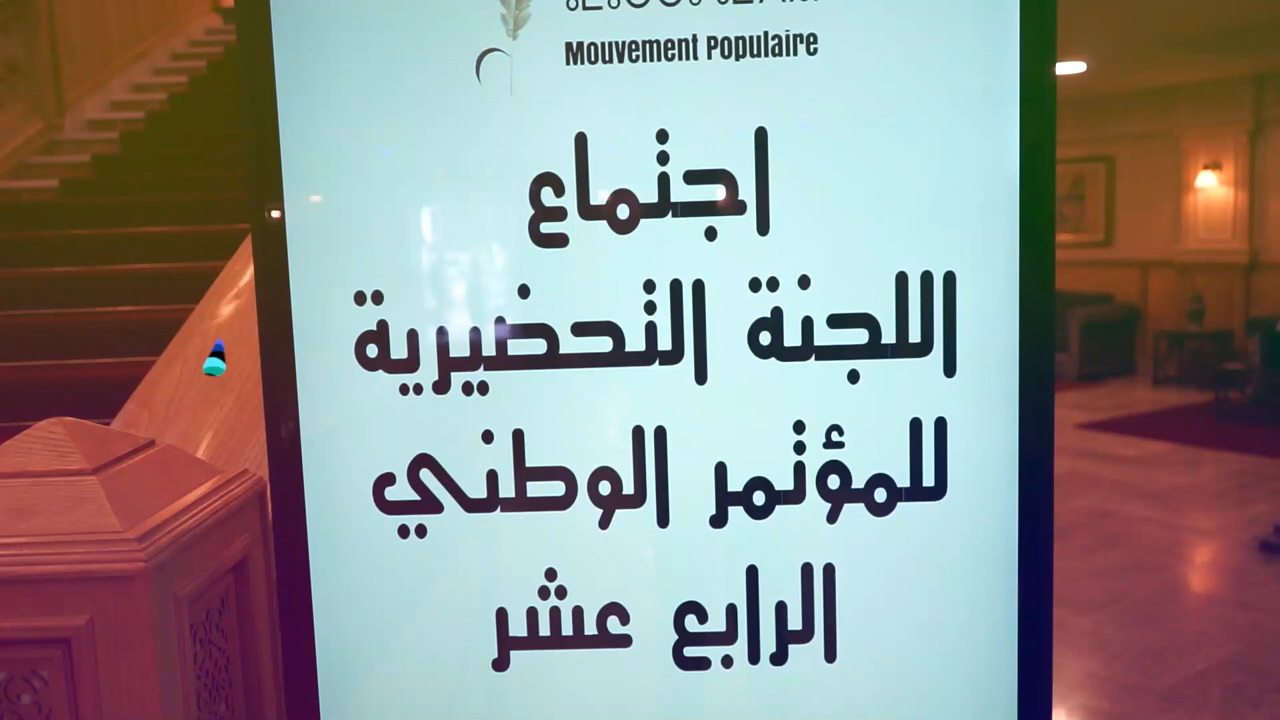 Mouvement Populaire
اجتماع
اللجنة التحضيرية
للمؤتمر الوطني
الرابع عشر